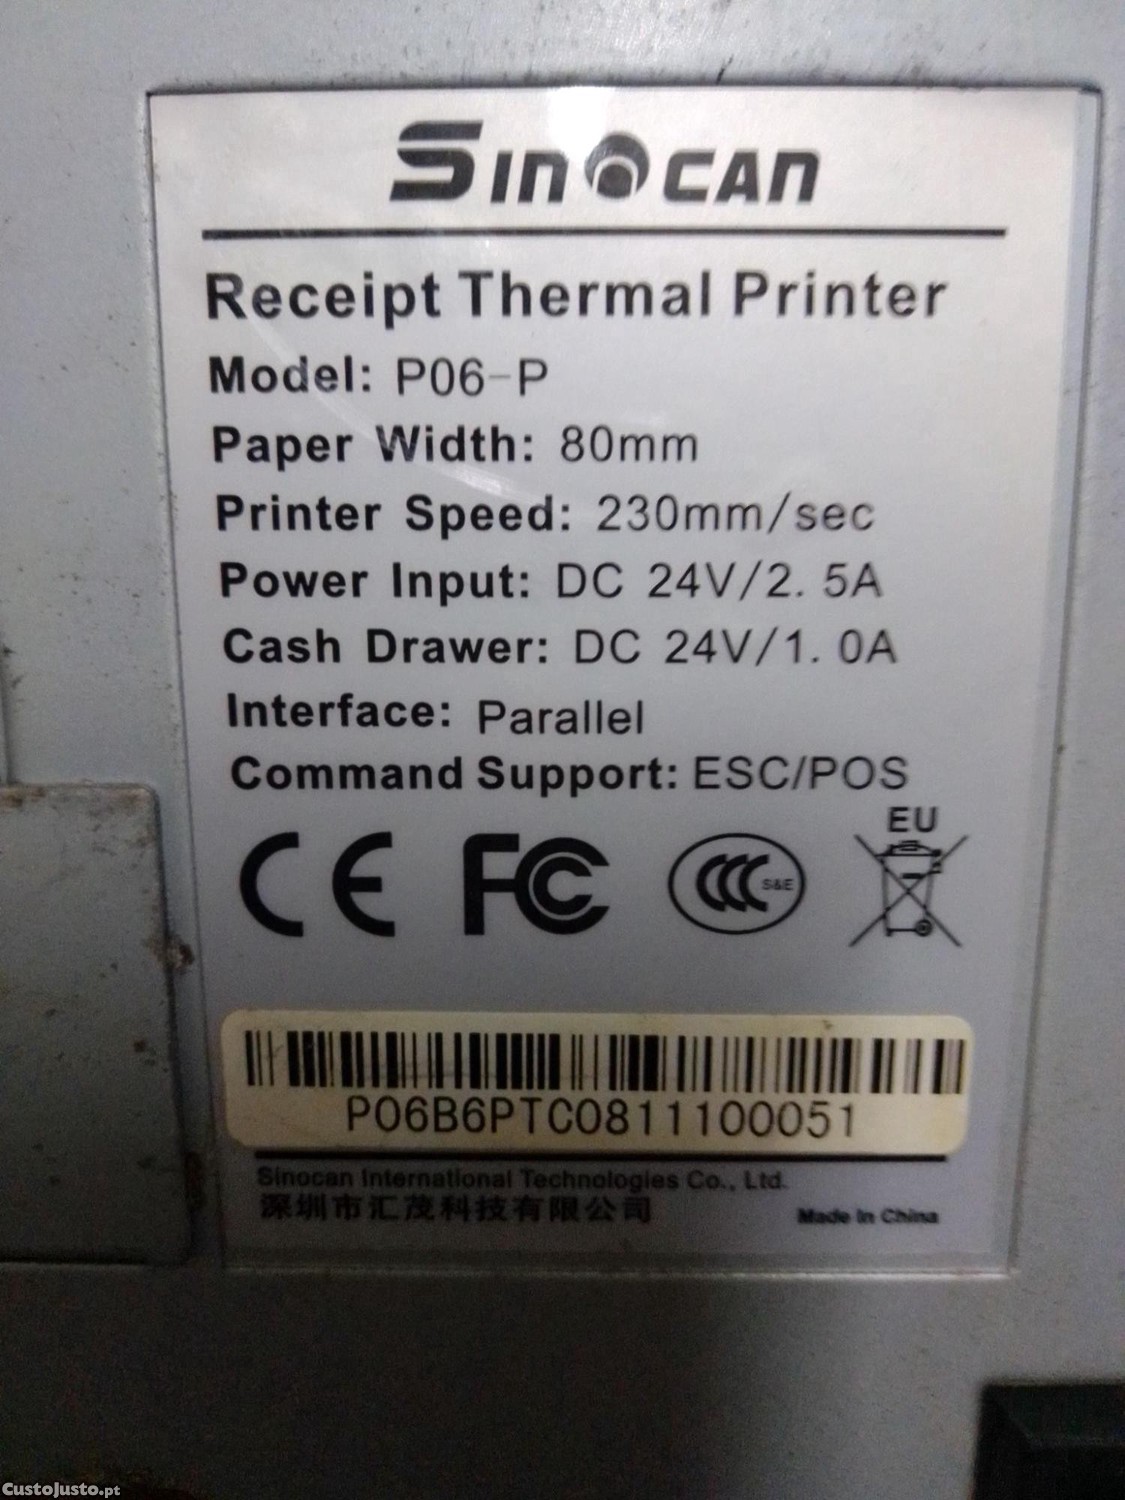 SINOCAN
Receipt Thermal Printer
Model: P06-P
Paper Width: 80mm
Printer Speed: 230mm/sec
Power Input: DC 24V/2.5A
Cash Drawer: DC 24V/1.0A
Interface: Parallel
Command Support: ESC/POS
EU
CE FC CCC S&E
P06B6PTC0811100051
Sinocan International Technologies Co., Ltd.
深圳市汇茂科技有限公司
Made In China
CustoJusto.pt